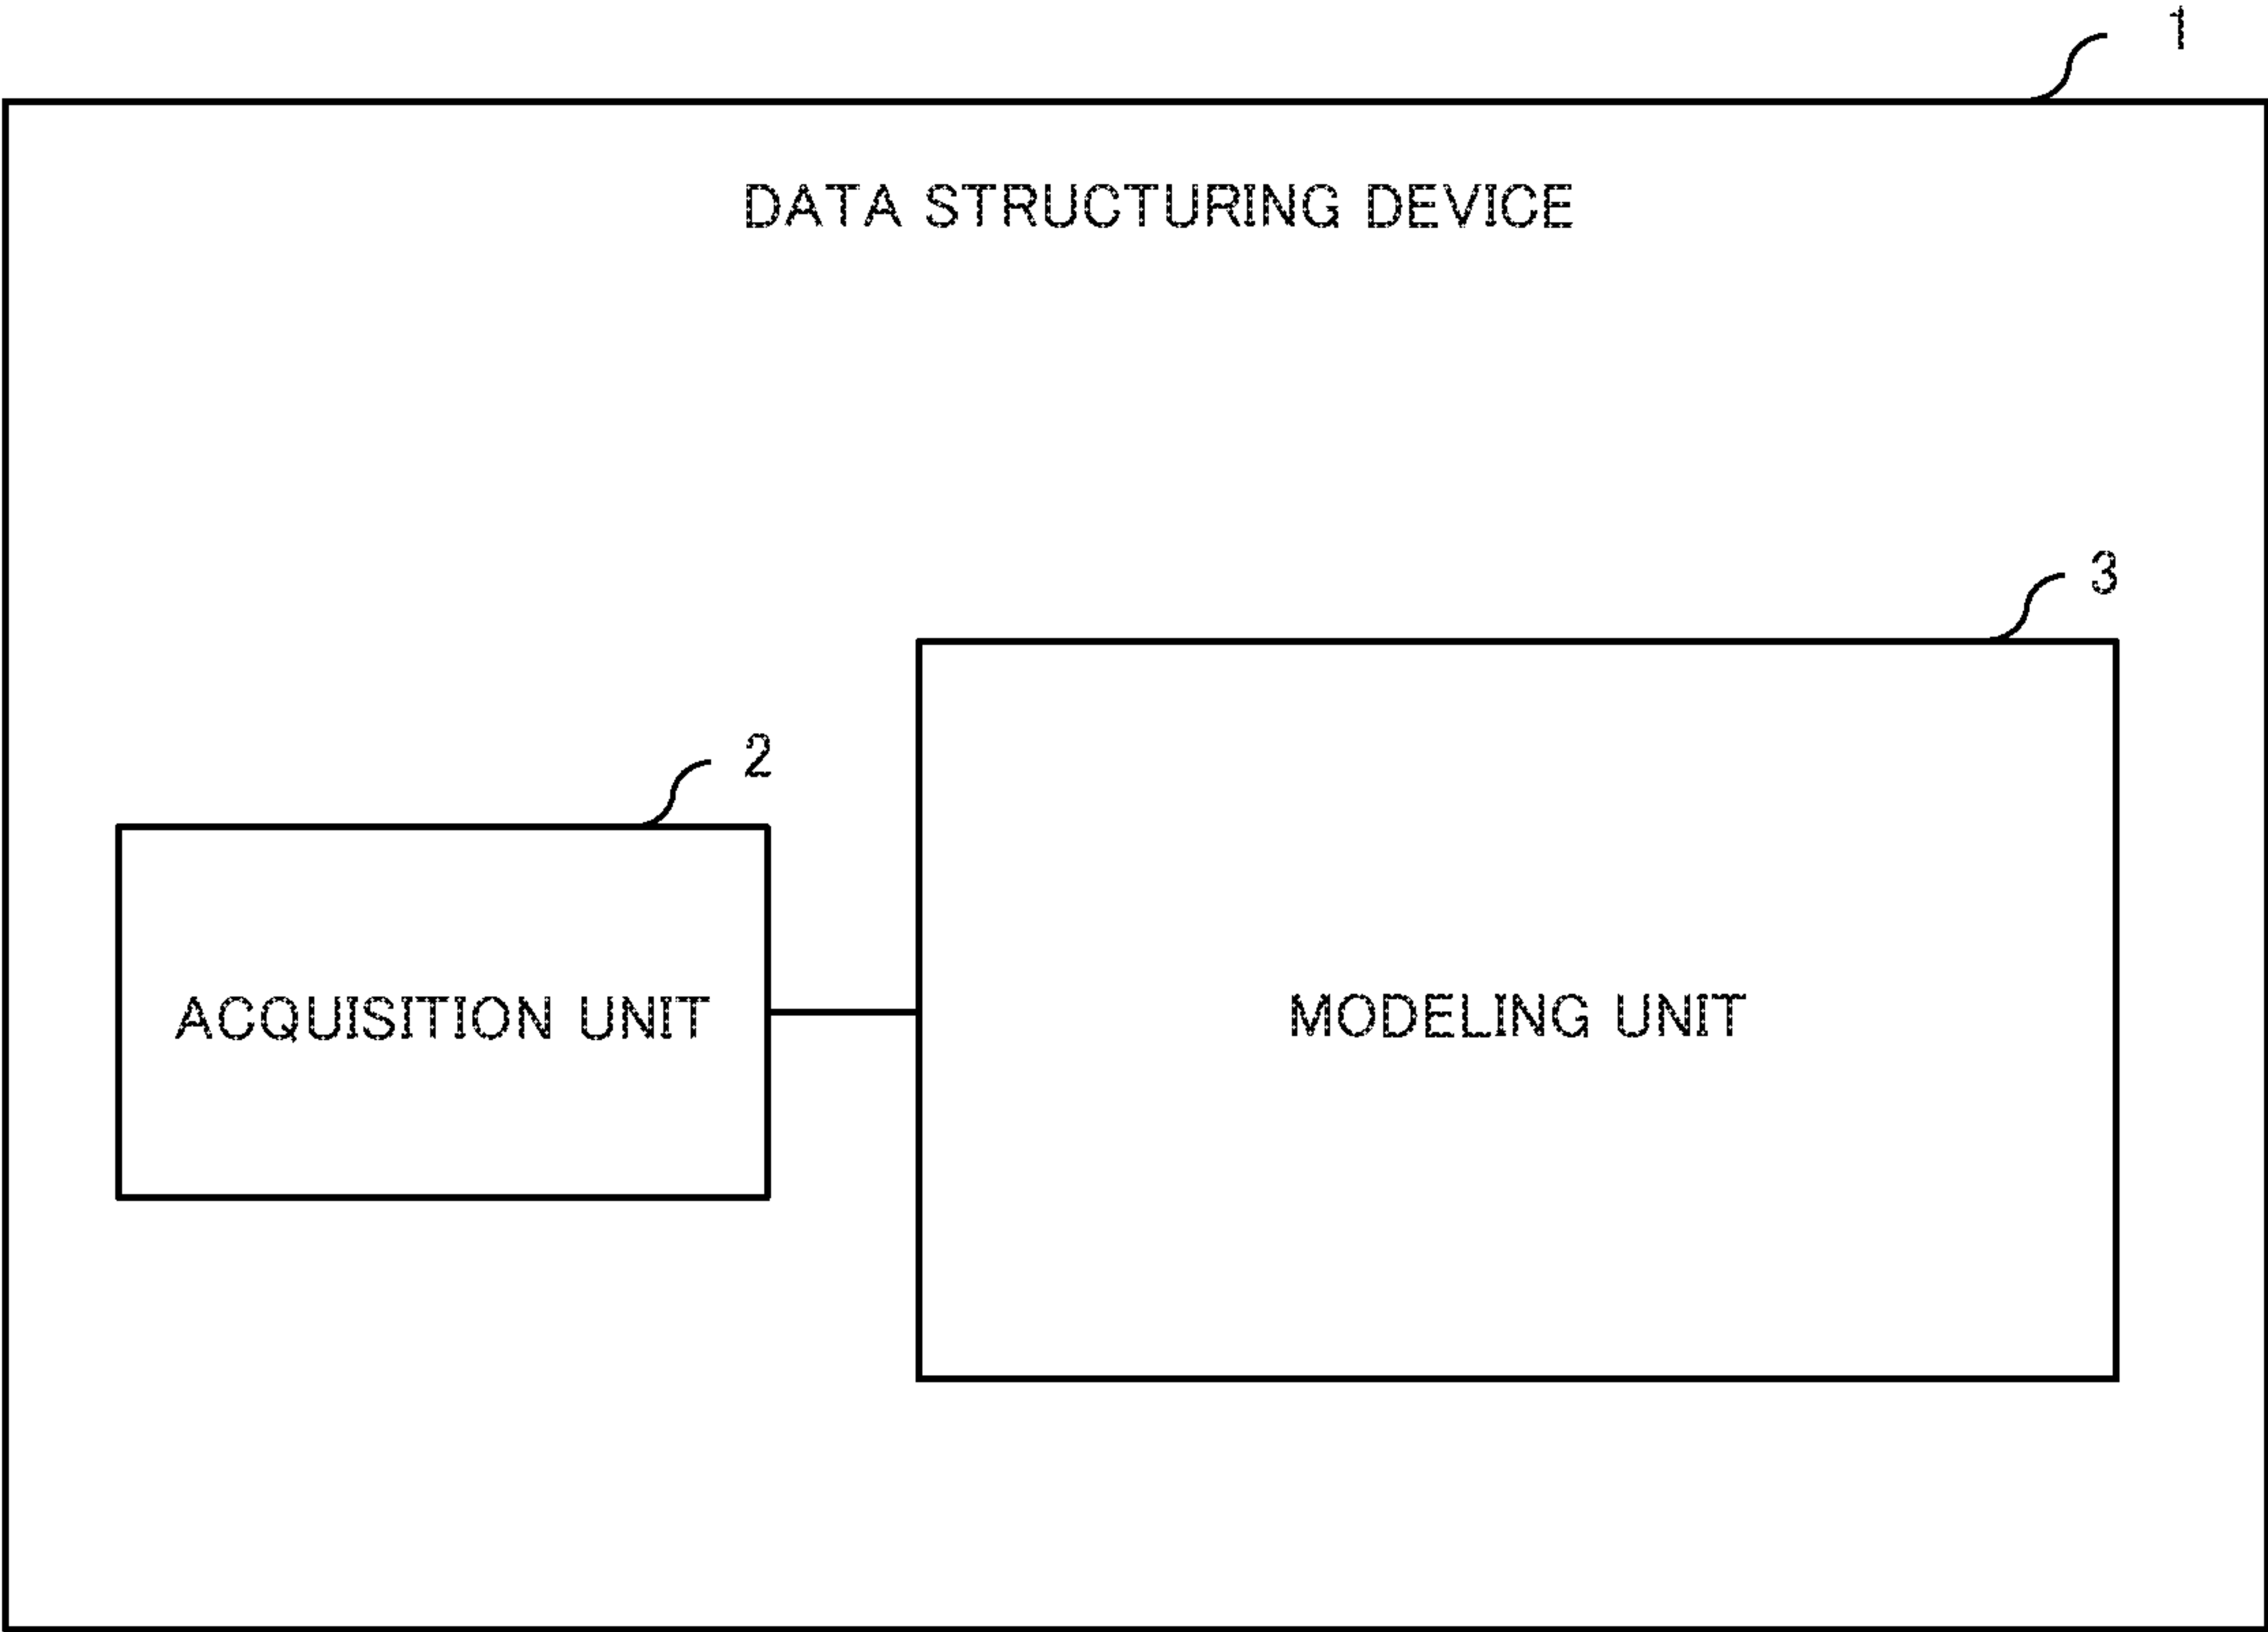 1
DATA STRUCTURING DEVICE
3
2
ACQUISITION UNIT
MODELING UNIT